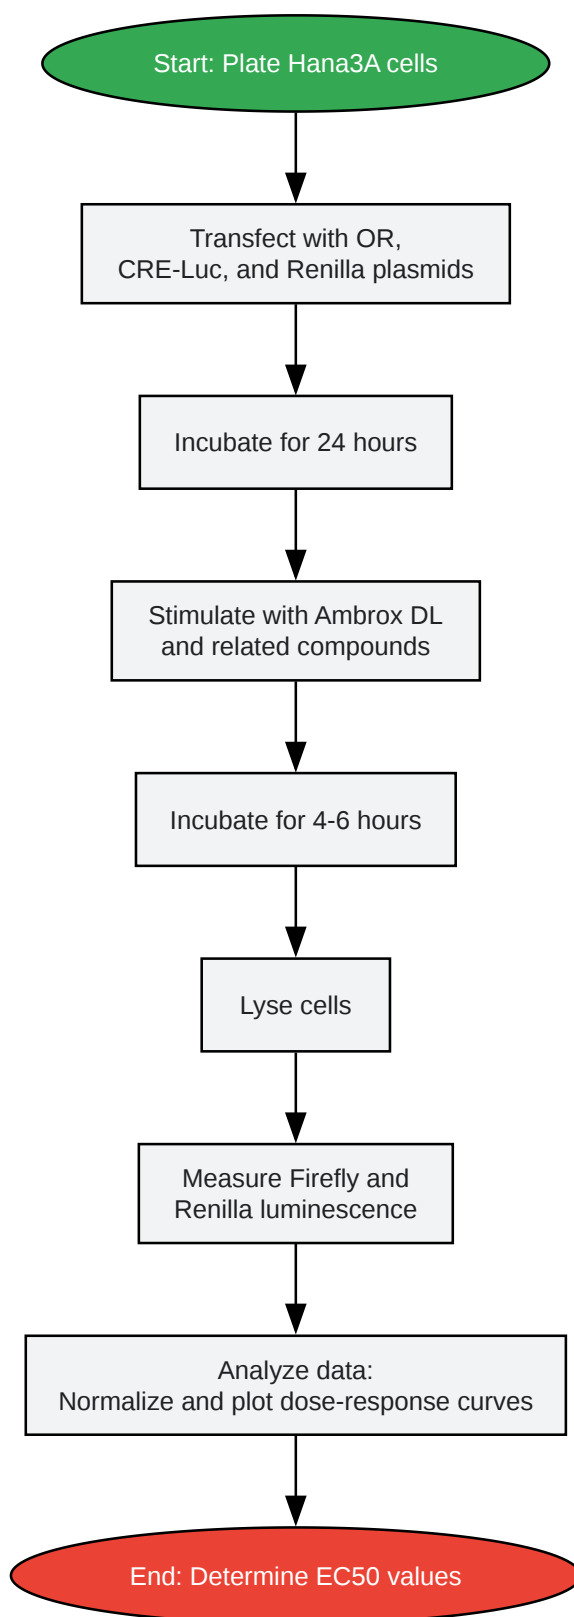 Start: Plate Hana3A cells
Transfect with OR,
CRE-Luc, and Renilla plasmids
Incubate for 24 hours
Stimulate with Ambrox DL
and related compounds
Incubate for 4-6 hours
Lyse cells
Measure Firefly and
Renilla luminescence
Analyze data:
Normalize and plot dose-response curves
End: Determine EC50 values